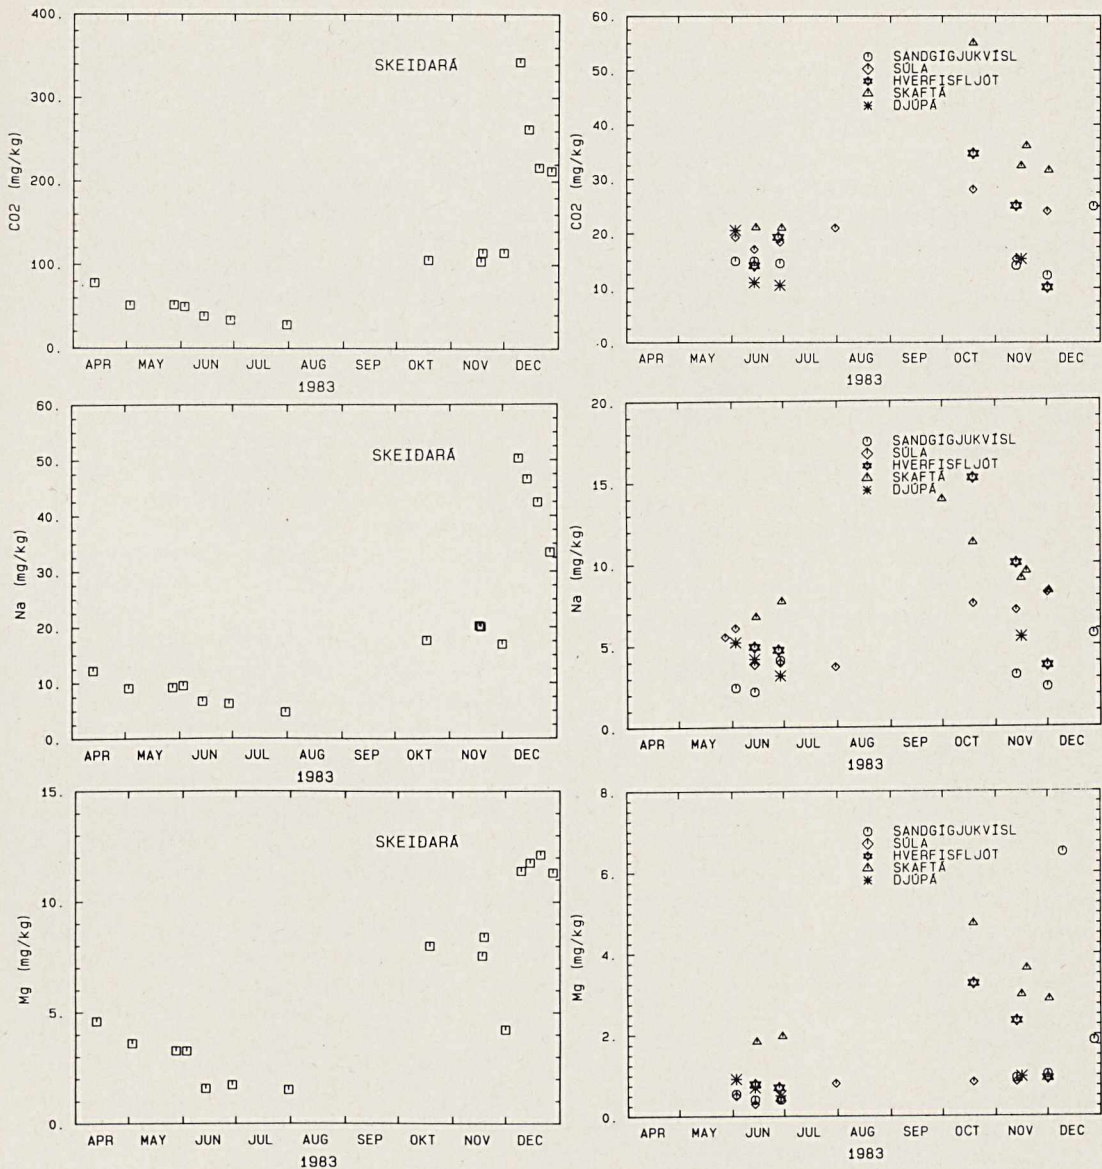 400.
300.
200.
100.
0.
CO2 (mg/kg)
SKEIÐARÁ
APR MAY JUN JUL AUG SEP OKT NOV DEC
1983
60.
50.
40.
30.
20.
10.
.0.
CO2 (mg/kg)
SANDGÍGJUKVÍSL
SÚLA
HVERFISFLJÓT
SKAFTÁ
DJÚPÁ
APR MAY JUN JUL AUG SEP OCT NOV DEC
1983
60.
50.
40.
30.
20.
10.
0.
Na (mg/kg)
SKEIÐARÁ
APR MAY JUN JUL AUG SEP OKT NOV DEC
1983
20.
15.
10.
5.
0.
Na (mg/kg)
SANDGÍGJUKVÍSL
SÚLA
HVERFISFLJÓT
SKAFTÁ
DJÚPÁ
APR MAY JUN JUL AUG SEP OCT NOV DEC
1983
15.
10.
5.
0.
Mg (mg/kg)
SKEIÐARÁ
APR MAY JUN JUL AUG SEP OKT NOV DEC
1983
8.
6.
4.
2.
0.
Mg (mg/kg)
SANDGÍGJUKVÍSL
SÚLA
HVERFISFLJÓT
SKAFTÁ
DJÚPÁ
APR MAY JUN JUL AUG SEP OCT NOV DEC
1983